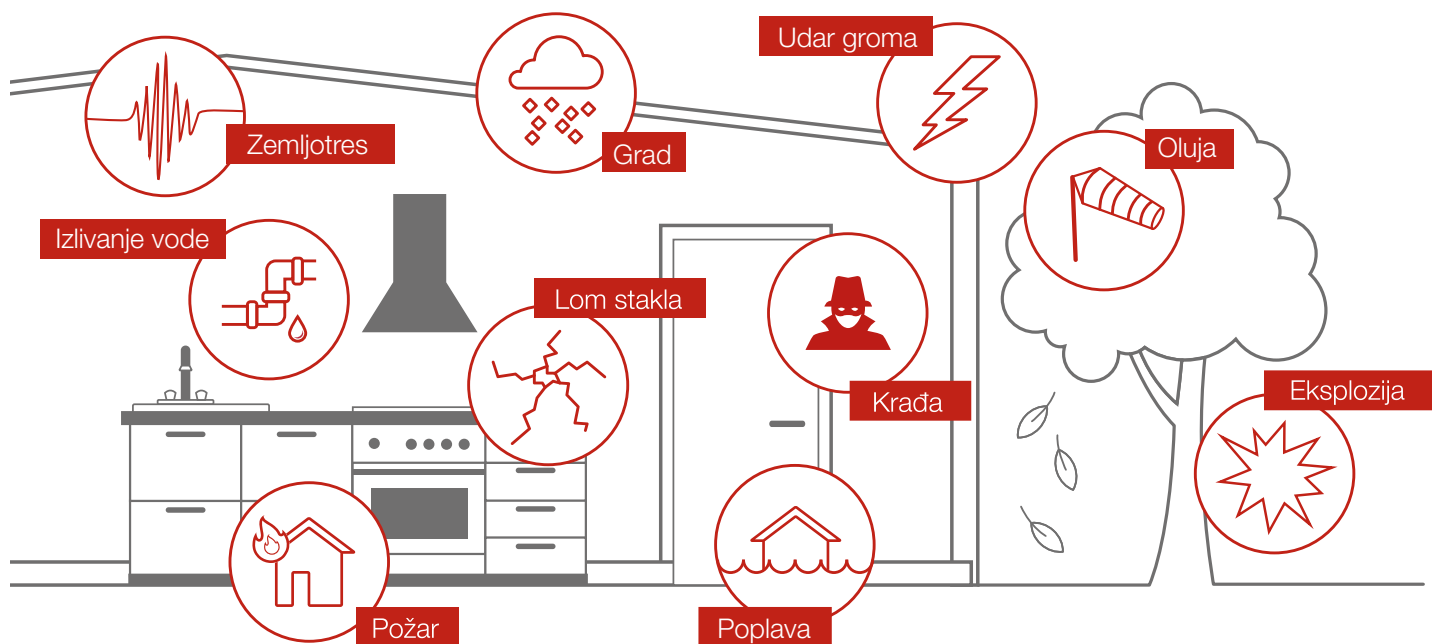 Udar groma
Zemljotres
Grad
Oluja
Izlivanje vode
Lom stakla
Krađa
Eksplozija
Požar
Poplava